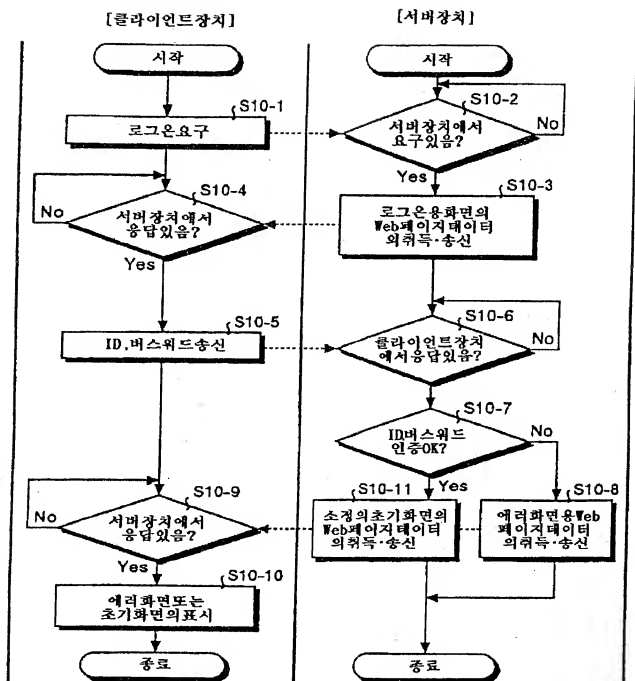 [클라이언트장치]
[서버장치]
시작
시작
S10-1
로그은요구
S10-2
서버장치에서
요구있음?
No
Yes
S10-3
로그은용화면의
Web페이지데이터
의취득·송신
S10-4
서버장치에서
응답있음?
No
Yes
S10-5
ID,버스워드송신
S10-6
클라이언트장치
에서응답있음?
No
S10-7
ID버스워드
인증OK?
No
Yes
S10-11
소정의초기화면의
Web페이지테이터
의취득·송신
S10-8
애러화면용Web
페이지테이터
의취득·송신
S10-9
서버장치에서
응답있음?
No
Yes
S10-10
에러화면또는
초기화면의표시
종료
종료